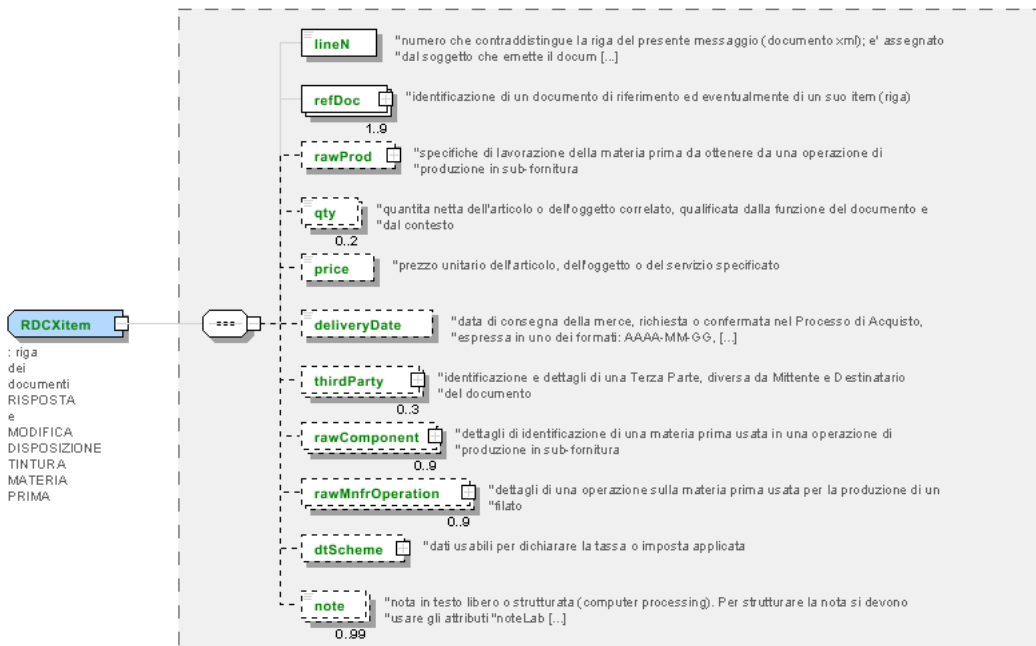 lineN
"numero che contraddistingue la riga del presente messaggio (documento xml); e' assegnato
"dal soggetto che emette il docum [...]
refDoc
"identificazione di un documento di riferimento ed eventualmente di un suo item (riga)
1..9
rawProd
"specifiche di lavorazione della materia prima da ottenere da una operazione di
"produzione in sub-fornitura
qty
"quantita netta dell'articolo o dell'oggetto correlato, qualificata dalla funzione del documento e
"dal contesto
0..2
price
"prezzo unitario dell'articolo, dell'oggetto o del servizio specificato
RDCXitem
: riga
dei
documenti
RISPOSTA
e
MODIFICA
DISPOSIZIONE
TINTURA
MATERIA
PRIMA
deliveryDate
"data di consegna della merce, richiesta o confermata nel Processo di Acquisto,
"espressa in uno dei formati: AAAA-MM-GG, [...]
thirdParty
"identificazione e dettagli di una Terza Parte, diversa da Mittente e Destinatario
"del documento
0..3
rawComponent
"dettagli di identificazione di una materia prima usata in una operazione di
"produzione in sub-fornitura
0..9
rawMnfrOperation
"dettagli di una operazione sulla materia prima usata per la produzione di un
"filato
0..9
dtScheme
"dati usabili per dichiarare la tassa o imposta applicata
note
"nota in testo libero o strutturata (computer processing). Per strutturare la nota si devono
"usare gli attributi "noteLab [...]
0..99